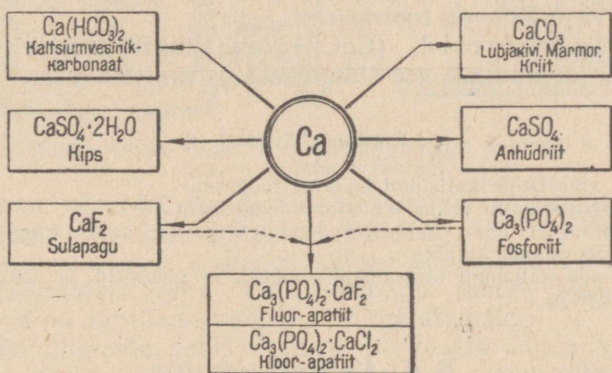 Ca(HCO₃)₂
Kaltsiumvesinik-
karbonaat
CaCO₃
Lubjakivi. Marmor.
Kriit
CaSO₄·2H₂O
Kips
Ca
CaSO₄.
Anhüdriit
CaF₂
Sulapagu
Ca₃(PO₄)₂
Fosforiit
Ca₃(PO₄)₂·CaF₂
Fluor-apatiit
Ca₃(PO₄)₂·CaCl₂
Kloor-apatiit